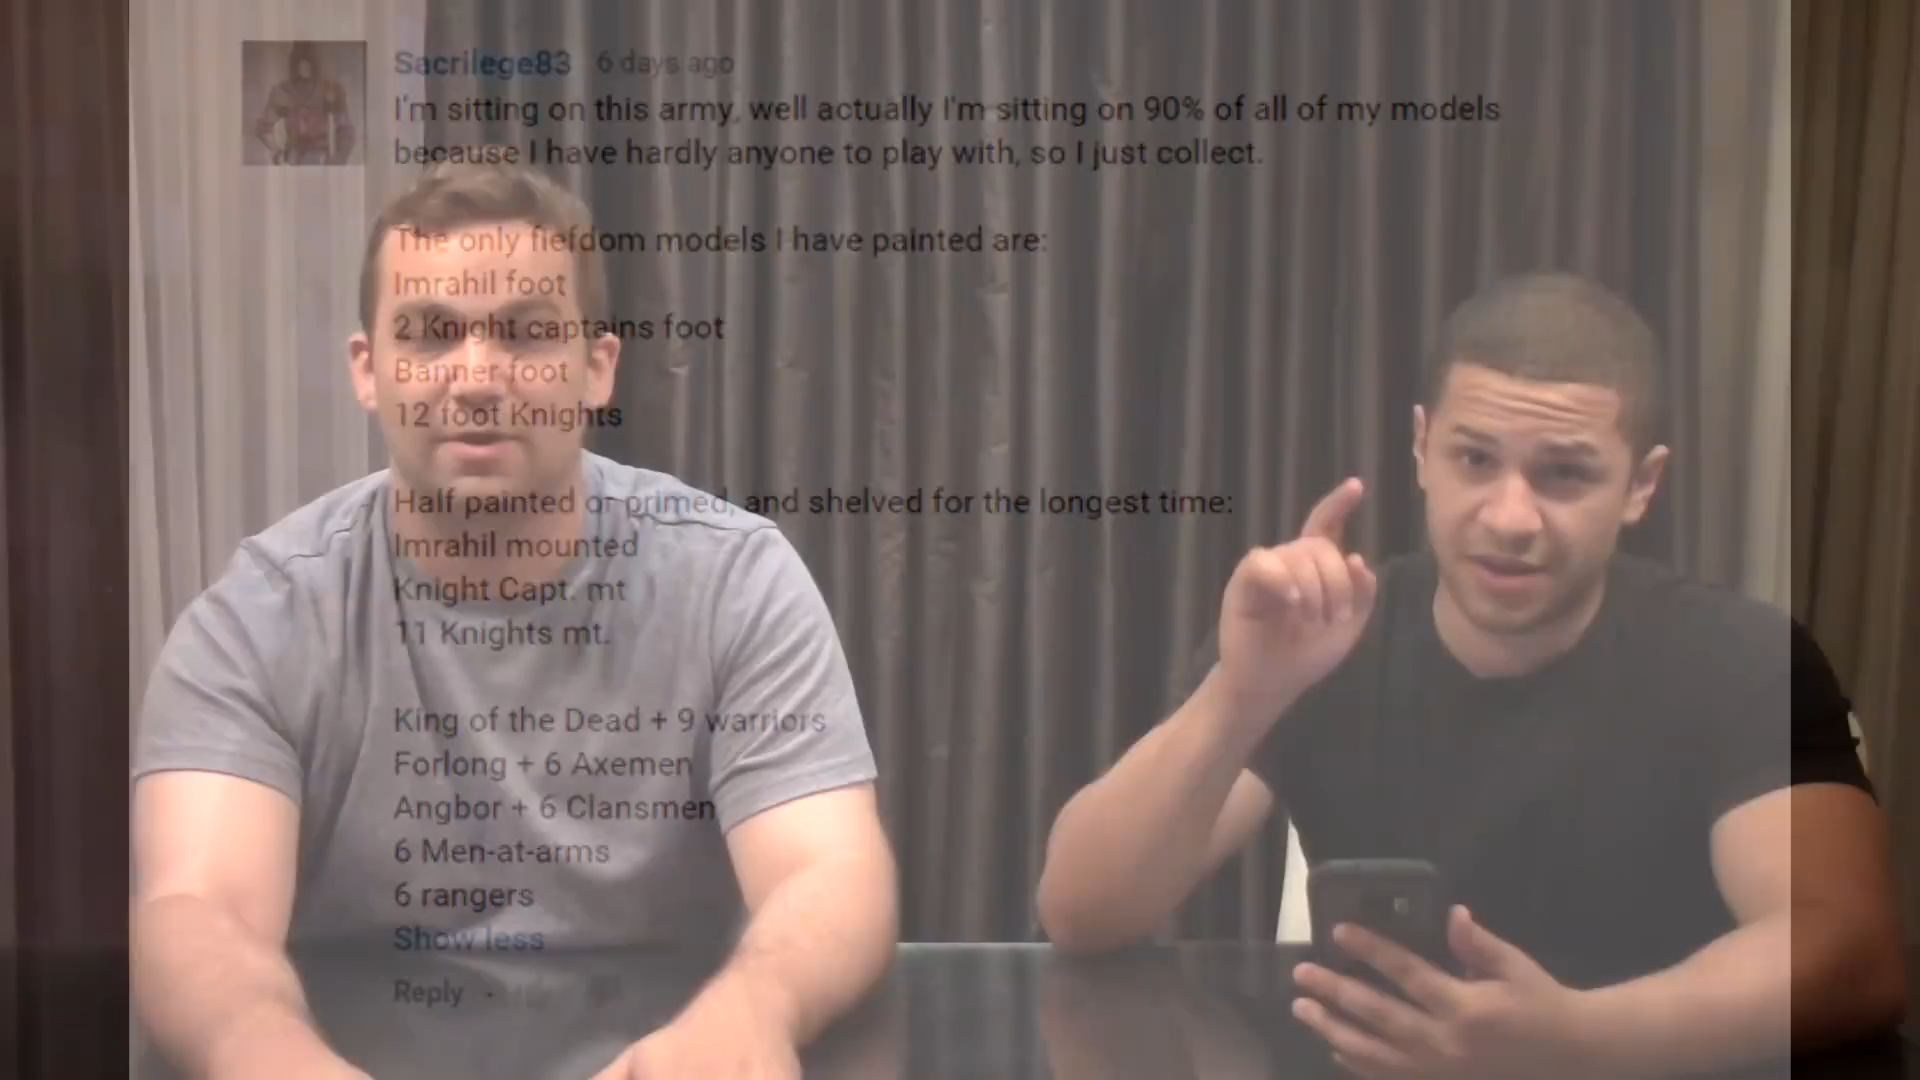 Sacrilege83 6 days ago
I'm sitting on this army, well actually I'm sitting on 90% of all of my models
because I have hardly anyone to play with, so I just collect.
The only fiefdom models I have painted are:
Imrahil foot
2 Knight captains foot
Banner foot
12 foot Knights
Half painted or primed, and shelved for the longest time:
Imrahil mounted
Knight Capt. mt
11 Knights mt.
King of the Dead + 9 warriors
Forlong + 6 Axemen
Angbor + 6 Clansmen
6 Men-at-arms
6 rangers
Show less
Reply ·